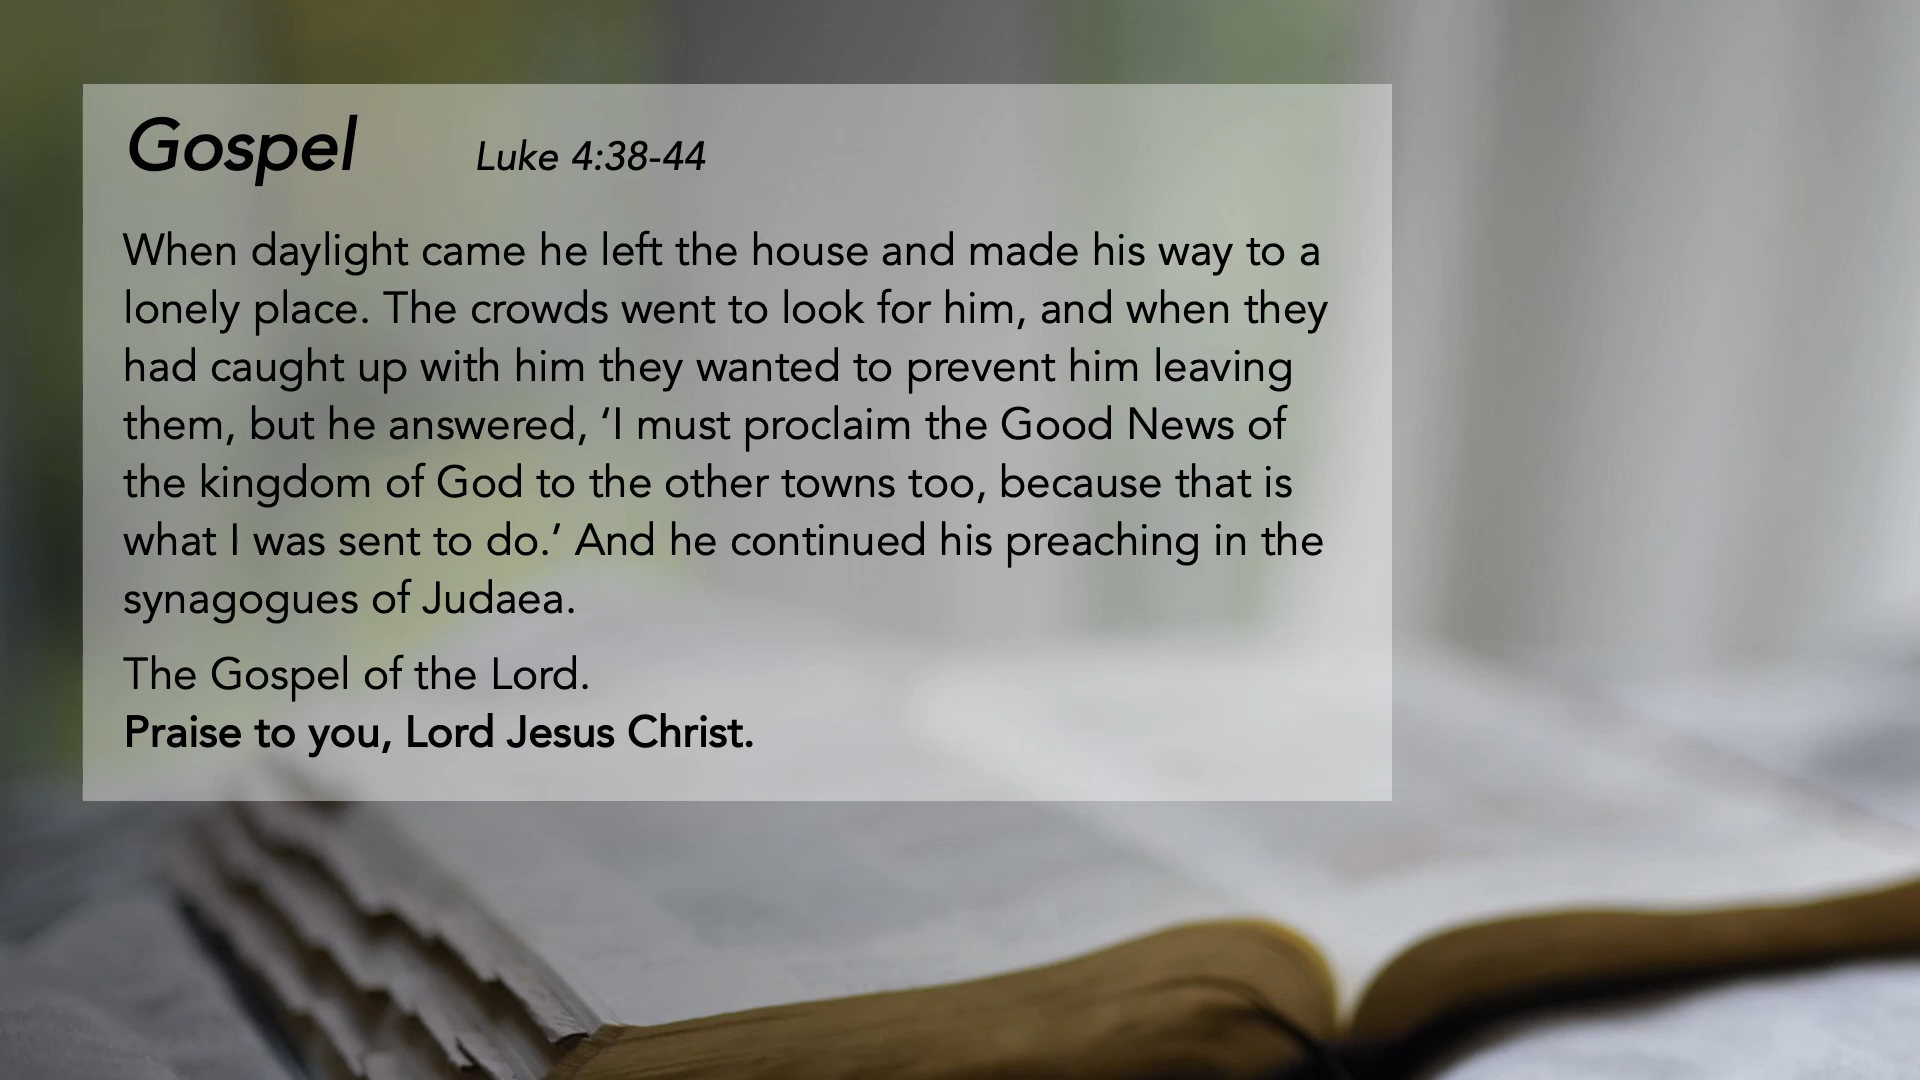 Gospel Luke 4:38-44
When daylight came he left the house and made his way to a
lonely place. The crowds went to look for him, and when they
had caught up with him they wanted to prevent him leaving
them, but he answered, ‘I must proclaim the Good News of
the kingdom of God to the other towns too, because that is
what I was sent to do.’ And he continued his preaching in the
synagogues of Judaea.
The Gospel of the Lord.
Praise to you, Lord Jesus Christ.